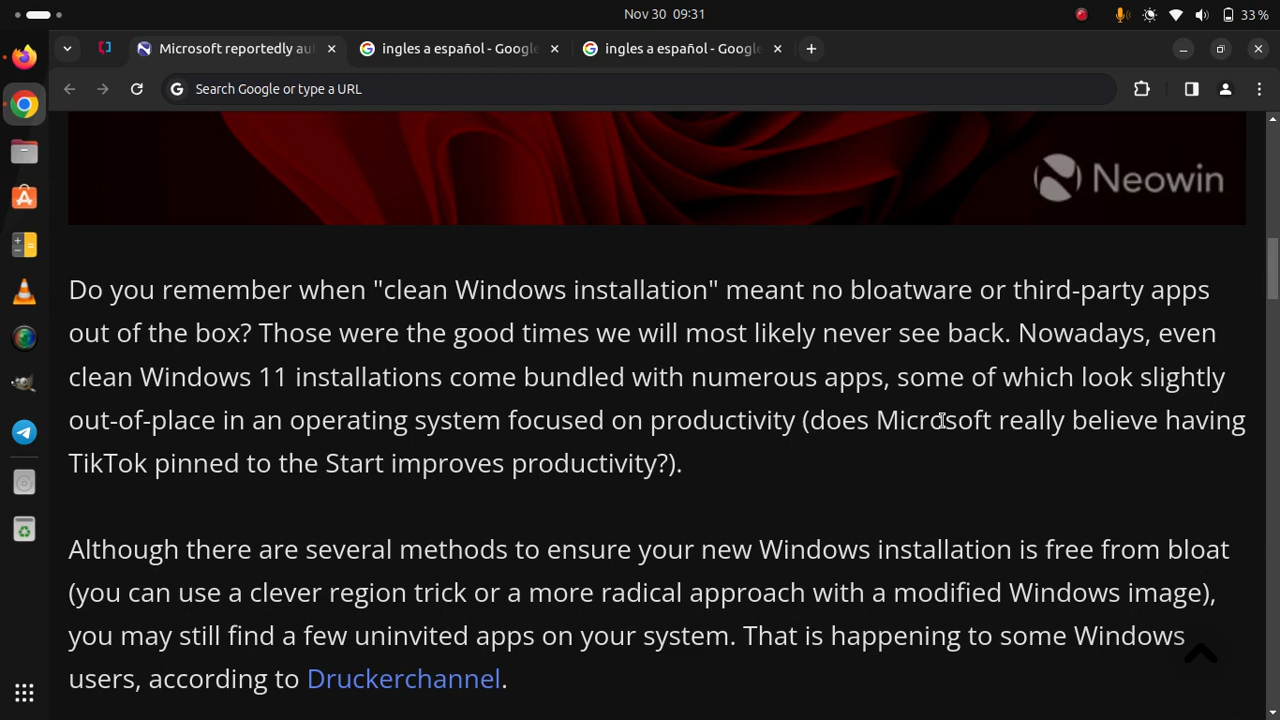 Nov 30 09:31
33 %
Microsoft reportedly au
ingles a español - Google
ingles a español - Google
Search Google or type a URL
Neowin
Do you remember when "clean Windows installation" meant no bloatware or third-party apps
out of the box? Those were the good times we will most likely never see back. Nowadays, even
clean Windows 11 installations come bundled with numerous apps, some of which look slightly
out-of-place in an operating system focused on productivity (does Microsoft really believe having
TikTok pinned to the Start improves productivity?).
Although there are several methods to ensure your new Windows installation is free from bloat
(you can use a clever region trick or a more radical approach with a modified Windows image),
you may still find a few uninvited apps on your system. That is happening to some Windows
users, according to Druckerchannel.